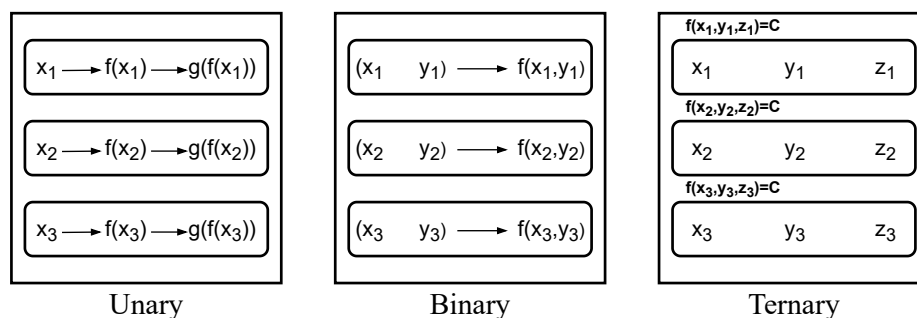 x₁ → f(x₁) → g(f(x₁))
x₂ → f(x₂) → g(f(x₂))
x₃ → f(x₃) → g(f(x₃))
Unary
(x₁ y₁) → f(x₁,y₁)
(x₂ y₂) → f(x₂,y₂)
(x₃ y₃) → f(x₃,y₃)
Binary
f(x₁,y₁,z₁)=C
x₁ y₁ z₁
f(x₂,y₂,z₂)=C
x₂ y₂ z₂
f(x₃,y₃,z₃)=C
x₃ y₃ z₃
Ternary